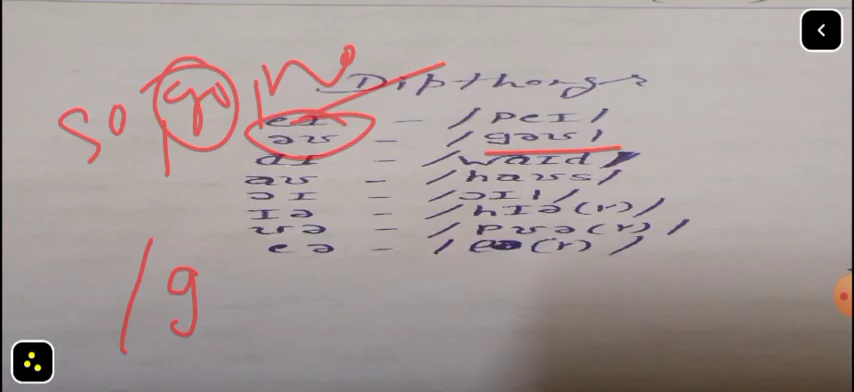 so go no
Dipthongs
eɪ – /peɪ/
əʊ – /gəʊ/
aɪ – /waɪd/
aʊ – /haʊs/
ɔɪ – /ɔɪl/
ɪə – /hɪə(r)/
ʊə – /pʊə(r)/
eə – /eə(r)/
/g